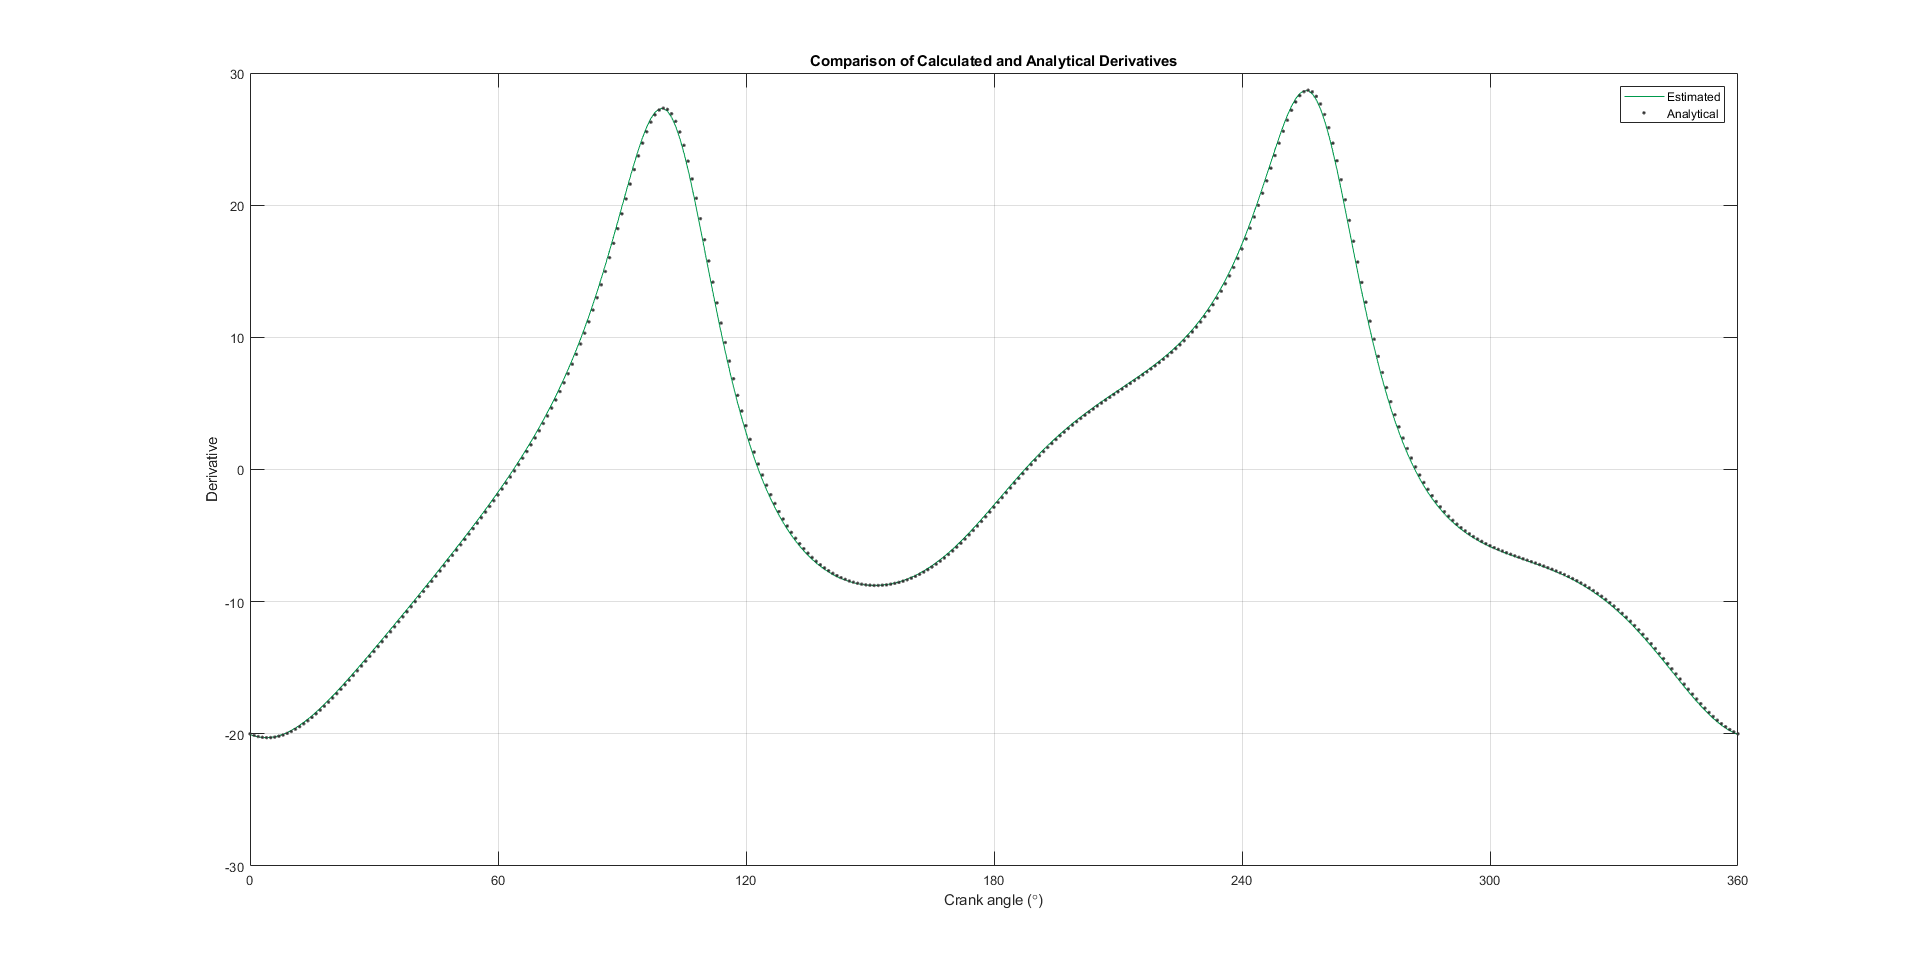 Comparison of Calculated and Analytical Derivatives
30
Estimated
Analytical
20
10
Derivative
0
-10
-20
-30
0 60 120 180 240 300 360
Crank angle (°)